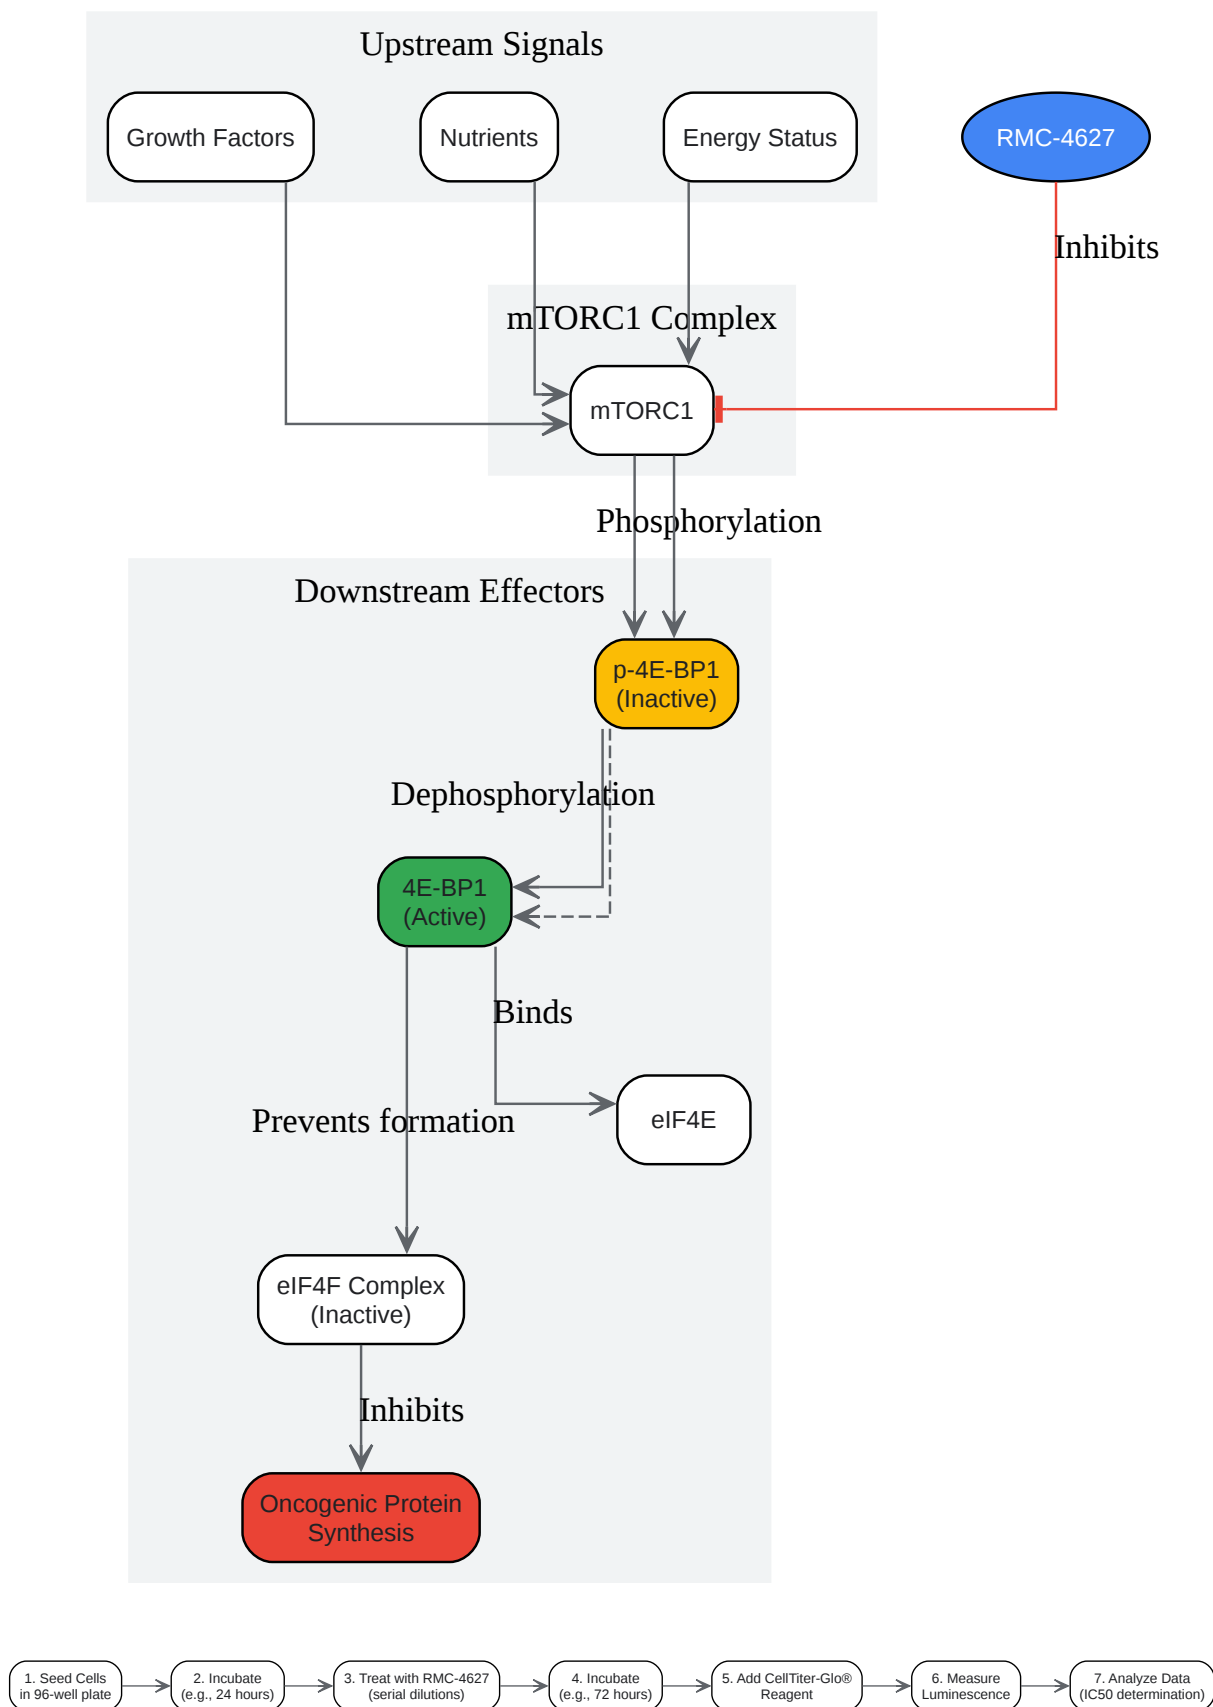 Upstream Signals
Growth Factors
Nutrients
Energy Status
RMC-4627
Inhibits
mTORC1 Complex
mTORC1
Phosphorylation
Downstream Effectors
p-4E-BP1
(Inactive)
Dephosphorylation
4E-BP1
(Active)
Binds
eIF4E
Prevents formation
eIF4F Complex
(Inactive)
Inhibits
Oncogenic Protein
Synthesis
1. Seed Cells
in 96-well plate
2. Incubate
(e.g., 24 hours)
3. Treat with RMC-4627
(serial dilutions)
4. Incubate
(e.g., 72 hours)
5. Add CellTiter-Glo®
Reagent
6. Measure
Luminescence
7. Analyze Data
(IC50 determination)